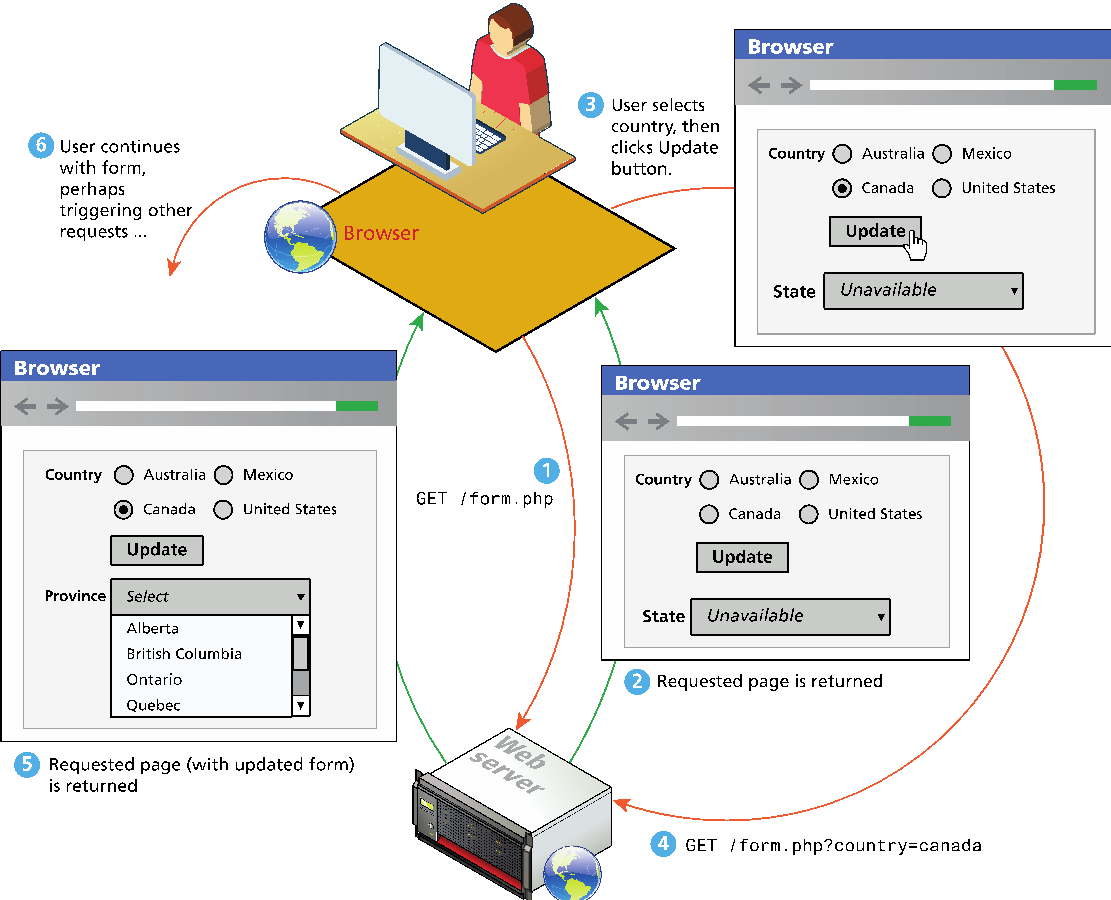 Browser
3 User selects
country, then
clicks Update
button.
Country Australia Mexico
Canada United States
Update
State Unavailable
6 User continues
with form,
perhaps
triggering other
requests ...
Browser
1
GET /form.php
Browser
Country Australia Mexico
Canada United States
Update
State Unavailable
2 Requested page is returned
Browser
Country Australia Mexico
Canada United States
Update
Province Select
Alberta
British Columbia
Ontario
Quebec
5 Requested page (with updated form)
is returned
Web
server
4 GET /form.php?country=canada